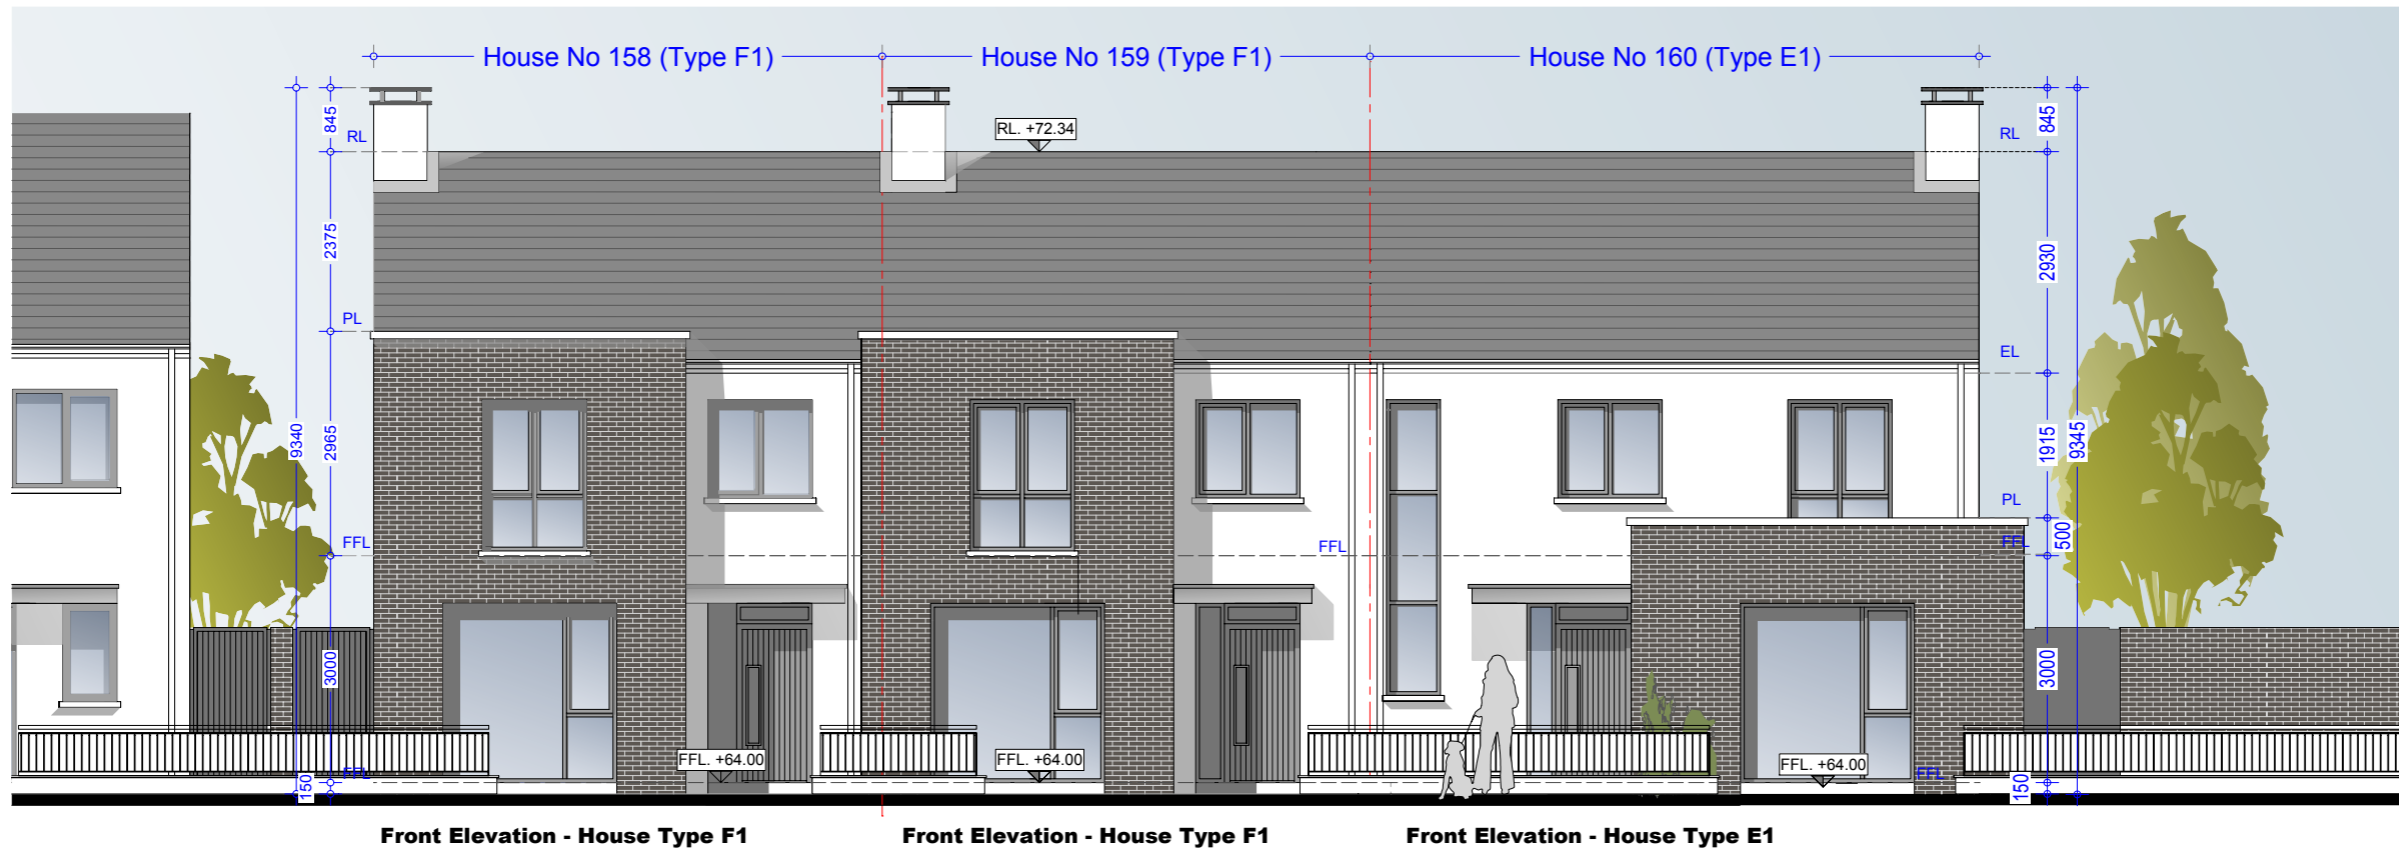 House No 158 (Type F1)
House No 159 (Type F1)
House No 160 (Type E1)
845
RL
RL. +72.34
RL
845
2375
2930
PL
EL
9340
2965
1915
9345
PL
FFL
FFL
FFL
500
3000
3000
FFL. +64.00
FFL. +64.00
FFL. +64.00
FFL
FFL
150
150
Front Elevation - House Type F1
Front Elevation - House Type F1
Front Elevation - House Type E1